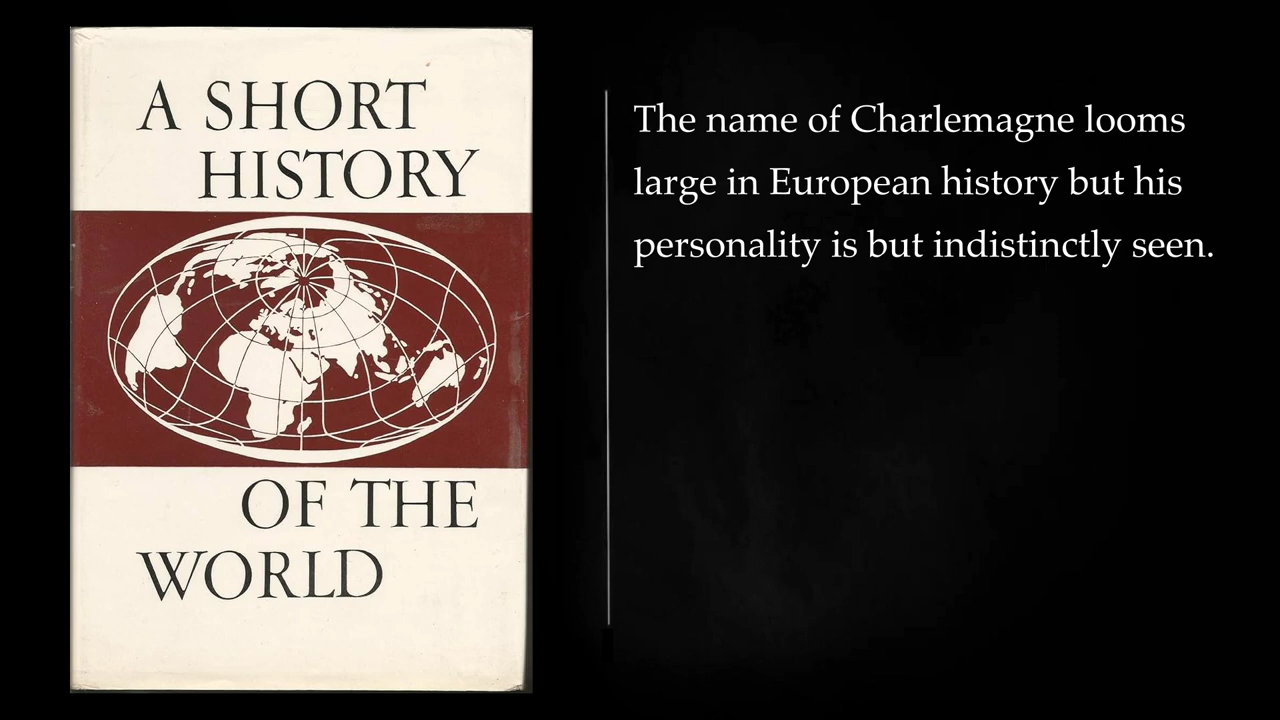 A SHORT
HISTORY
OF THE
WORLD
The name of Charlemagne looms
large in European history but his
personality is but indistinctly seen.